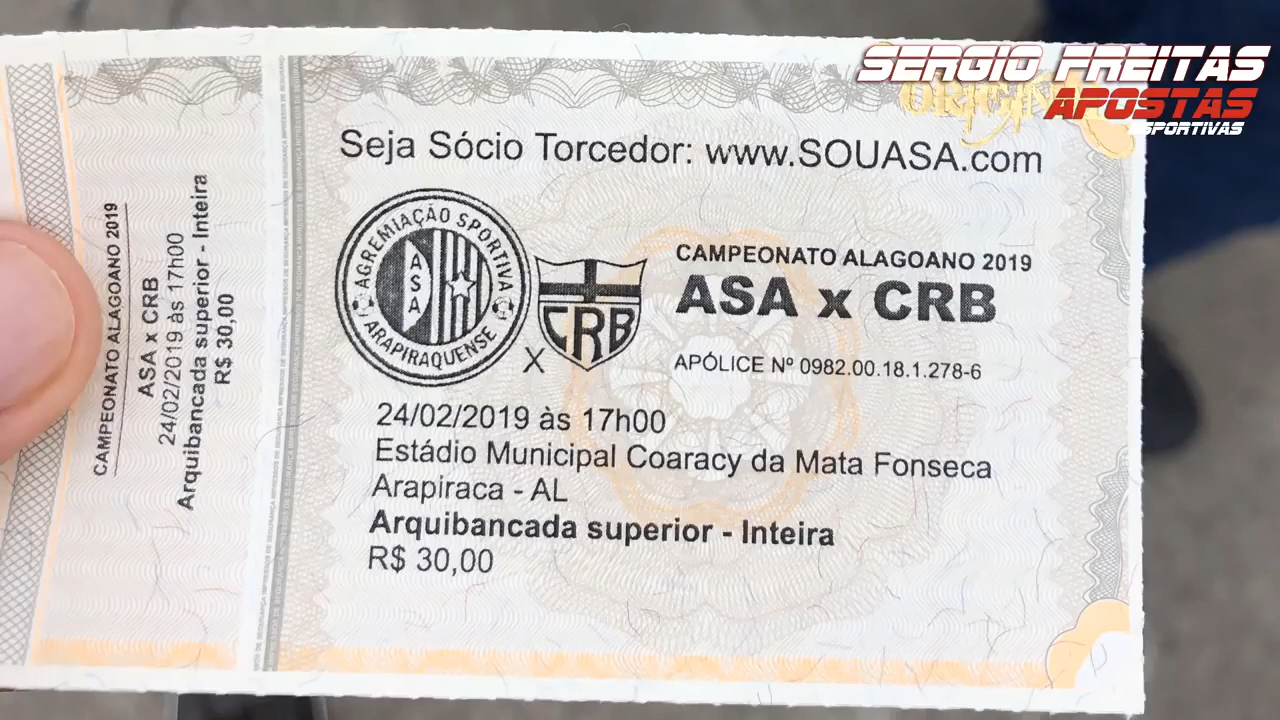 SERGIO FREITAS
APOSTAS
ESPORTIVAS
Seja Sócio Torcedor: www.SOUASA.com
AGREMIAÇÃO SPORTIVA
ARAPIRAQUENSE
ASA
X
CRB
CAMPEONATO ALAGOANO 2019
ASA x CRB
APÓLICE Nº 0982.00.18.1.278-6
24/02/2019 às 17h00
Estádio Municipal Coaracy da Mata Fonseca
Arapiraca - AL
Arquibancada superior - Inteira
R$ 30,00
CAMPEONATO ALAGOANO 2019
ASA x CRB
24/02/2019 às 17h00
Arquibancada superior - Inteira
R$ 30,00